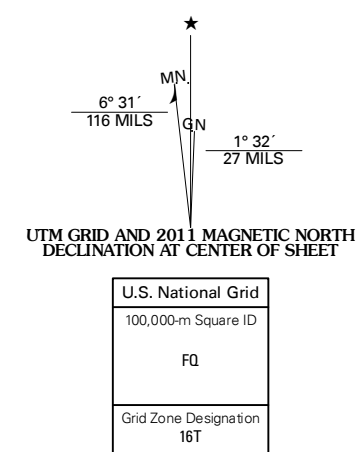 ★
MN
GN
6° 31´
116 MILS
1° 32´
27 MILS
UTM GRID AND 2011 MAGNETIC NORTH
DECLINATION AT CENTER OF SHEET
U.S. National Grid
100,000-m Square ID
FQ
Grid Zone Designation
16T